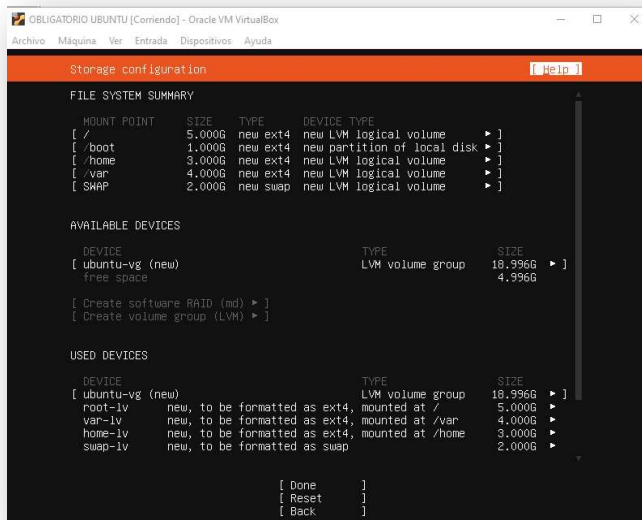 OBLIGATORIO UBUNTU [Corriendo] - Oracle VM VirtualBox
Archivo Máquina Ver Entrada Dispositivos Ayuda
Storage configuration [ Help ]
FILE SYSTEM SUMMARY
MOUNT POINT SIZE TYPE DEVICE TYPE
[ / 5.000G new ext4 new LVM logical volume ▸ ]
[ /boot 1.000G new ext4 new partition of local disk ▸ ]
[ /home 3.000G new ext4 new LVM logical volume ▸ ]
[ /var 4.000G new ext4 new LVM logical volume ▸ ]
[ SWAP 2.000G new swap new LVM logical volume ▸ ]
AVAILABLE DEVICES
DEVICE TYPE SIZE
[ ubuntu-vg (new) LVM volume group 18.996G ▸ ]
free space 4.996G
[ Create software RAID (md) ▸ ]
[ Create volume group (LVM) ▸ ]
USED DEVICES
DEVICE TYPE SIZE
[ ubuntu-vg (new) LVM volume group 18.996G ▸ ]
root-lv new, to be formatted as ext4, mounted at / 5.000G ▸
var-lv new, to be formatted as ext4, mounted at /var 4.000G ▸
home-lv new, to be formatted as ext4, mounted at /home 3.000G ▸
swap-lv new, to be formatted as swap 2.000G ▸
[ Done ]
[ Reset ]
[ Back ]